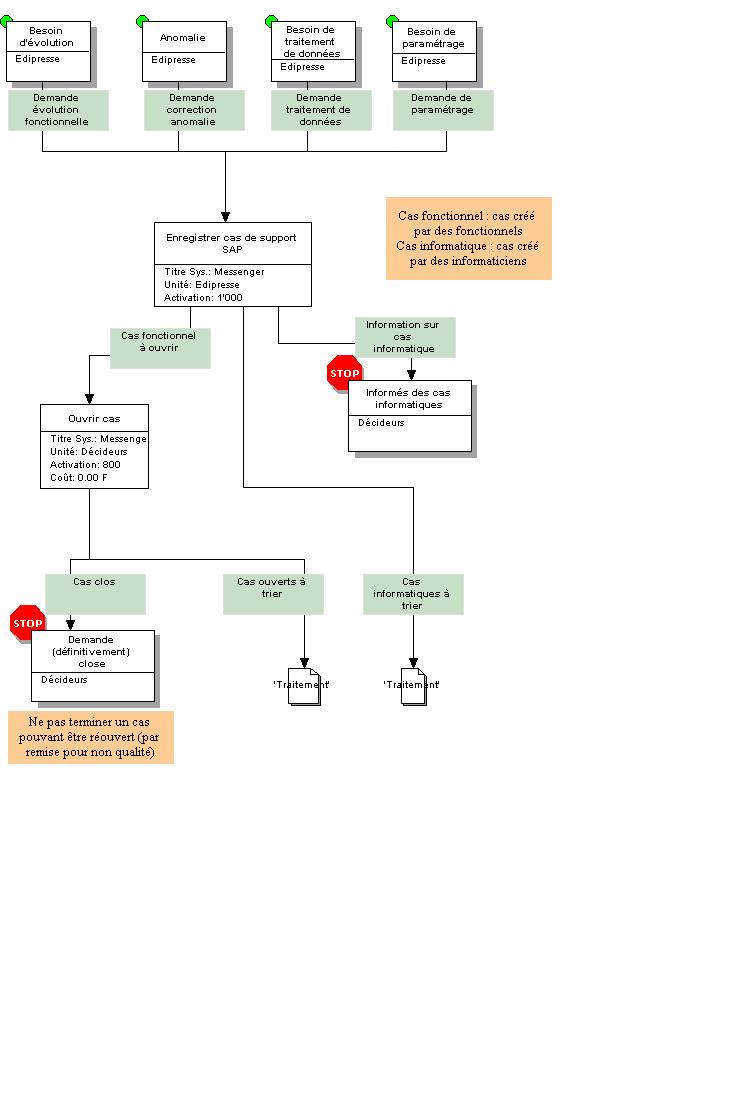 Besoin
d'évolution
Edipresse
Anomalie
Edipresse
Besoin de
traitement
de données
Edipresse
Besoin de
paramétrage
Edipresse
Demande
évolution
fonctionnelle
Demande
correction
anomalie
Demande
traitement de
données
Demande de
paramétrage
Enregistrer cas de support
SAP
Titre Sys.: Messenger
Unité: Edipresse
Activation: 1'000
Cas fonctionnel : cas créé
par des fonctionels
Cas informatique : cas créé
par des informaticiens
Cas fonctionnel
à ouvrir
Information sur
cas
informatique
STOP
Informés des cas
informatiques
Décideurs
Ouvrir cas
Titre Sys.: Messenge
Unité: Décideurs
Activation: 800
Coût: 0.00 F
Cas clos
Cas ouverts à
trier
Cas
informatiques à
trier
STOP
Demande
(définitivement)
close
Décideurs
'Traitement'
'Traitement'
Ne pas terminer un cas
pouvant être réouvert (par
remise pour non qualité)